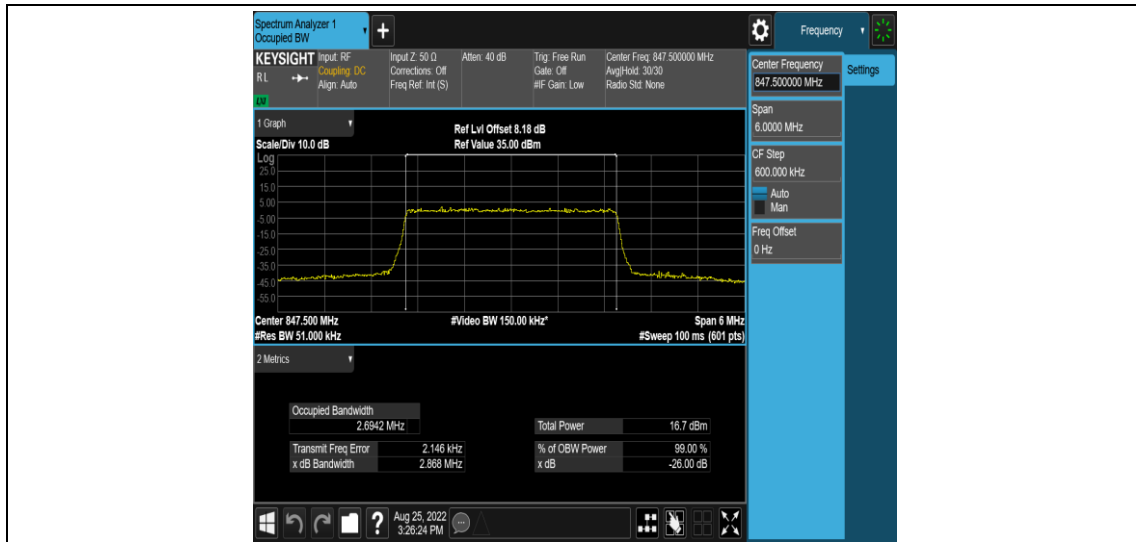 Spectrum Analyzer 1
Occupied BW
+
Frequency
KEYSIGHT
RL
LXI
Input: RF
Coupling: DC
Align: Auto
Input Z: 50 Ω
Corrections: Off
Freq Ref: Int (S)
Atten: 40 dB
Trig: Free Run
Gate: Off
#IF Gain: Low
Center Freq: 847.500000 MHz
Avg|Hold: 30/30
Radio Std: None
Center Frequency
847.500000 MHz
Settings
Span
6.0000 MHz
CF Step
600.000 kHz
Auto
Man
Freq Offset
0 Hz
1 Graph
Ref Lvl Offset 8.18 dB
Scale/Div 10.0 dB
Ref Value 35.00 dBm
Log
25.0
15.0
5.00
-5.00
-15.0
-25.0
-35.0
-45.0
-55.0
Center 847.500 MHz
#Video BW 150.00 kHz*
Span 6 MHz
#Res BW 51.000 kHz
#Sweep 100 ms (601 pts)
2 Metrics
Occupied Bandwidth
2.6942 MHz
Total Power 16.7 dBm
Transmit Freq Error 2.146 kHz
% of OBW Power 99.00 %
x dB Bandwidth 2.868 MHz
x dB -26.00 dB
?
Aug 25, 2022
3:26:24 PM